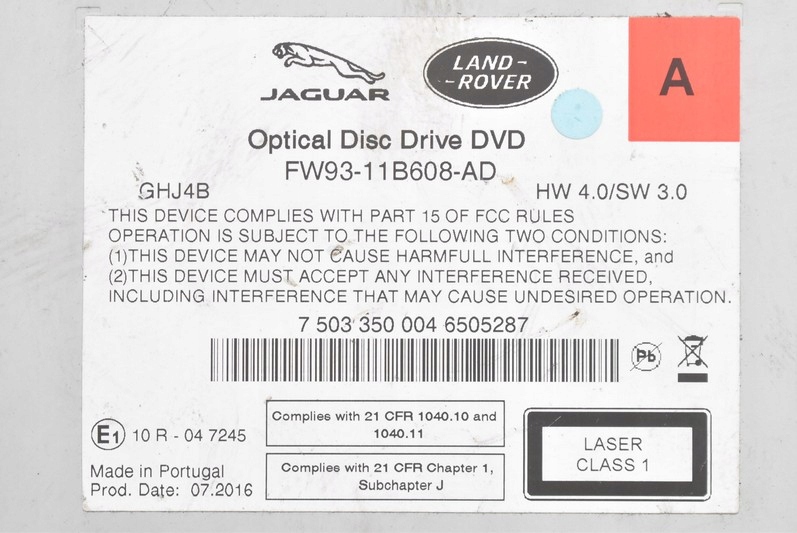 JAGUAR
LAND-
-ROVER
A
Optical Disc Drive DVD
FW93-11B608-AD
GHJ4B
HW 4.0/SW 3.0
THIS DEVICE COMPLIES WITH PART 15 OF FCC RULES
OPERATION IS SUBJECT TO THE FOLLOWING TWO CONDITIONS:
(1)THIS DEVICE MAY NOT CAUSE HARMFULL INTERFERENCE, and
(2)THIS DEVICE MUST ACCEPT ANY INTERFERENCE RECEIVED,
INCLUDING INTERFERENCE THAT MAY CAUSE UNDESIRED OPERATION.
7 503 350 004 6505287
Pb
E1 10 R - 04 7245
Made in Portugal
Prod. Date: 07.2016
Complies with 21 CFR 1040.10 and
1040.11
Complies with 21 CFR Chapter 1,
Subchapter J
LASER
CLASS 1